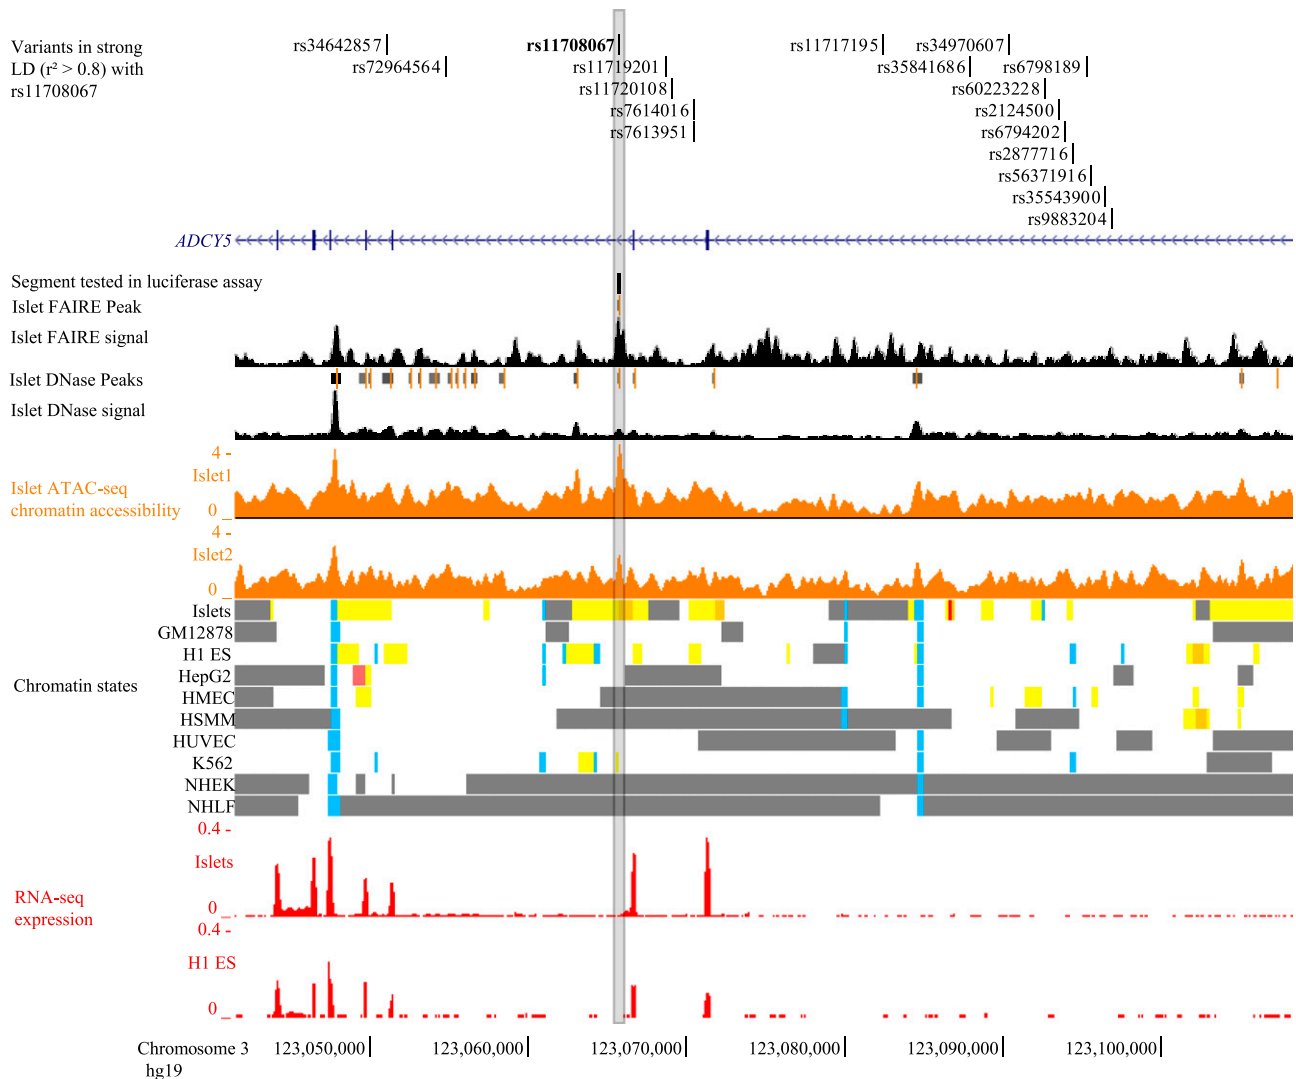 Variants in strong
LD (r² > 0.8) with
rs11708067
rs34642857
rs11708067
rs11717195
rs34970607
rs72964564
rs11719201
rs35841686
rs6798189
rs11720108
rs60223228
rs7614016
rs2124500
rs7613951
rs6794202
rs2877716
rs56371916
rs35543900
rs9883204
ADCY5
Segment tested in luciferase assay
Islet FAIRE Peak
Islet FAIRE signal
Islet DNase Peaks
Islet DNase signal
4 -
Islet1
Islet ATAC-seq
chromatin accessibility
0 _
4 -
Islet2
0 _
Chromatin states
Islets
GM12878
H1 ES
HepG2
HMEC
HSMM
HUVEC
K562
NHEK
NHLF
0.4 -
Islets
RNA-seq
expression
0 _
0.4 -
H1 ES
0 _
Chromosome 3
hg19
123,050,000
123,060,000
123,070,000
123,080,000
123,090,000
123,100,000